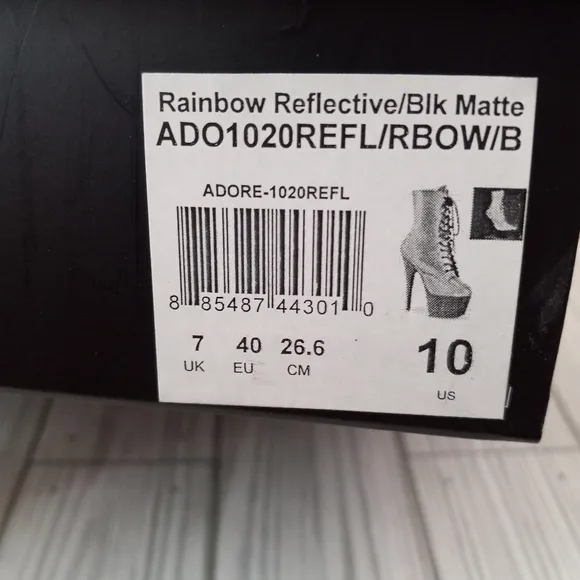 Rainbow Reflective/Blk Matte
ADO1020REFL/RBOW/B
ADORE-1020REFL
8 85487 44301 0
7 40 26.6 10
UK EU CM US